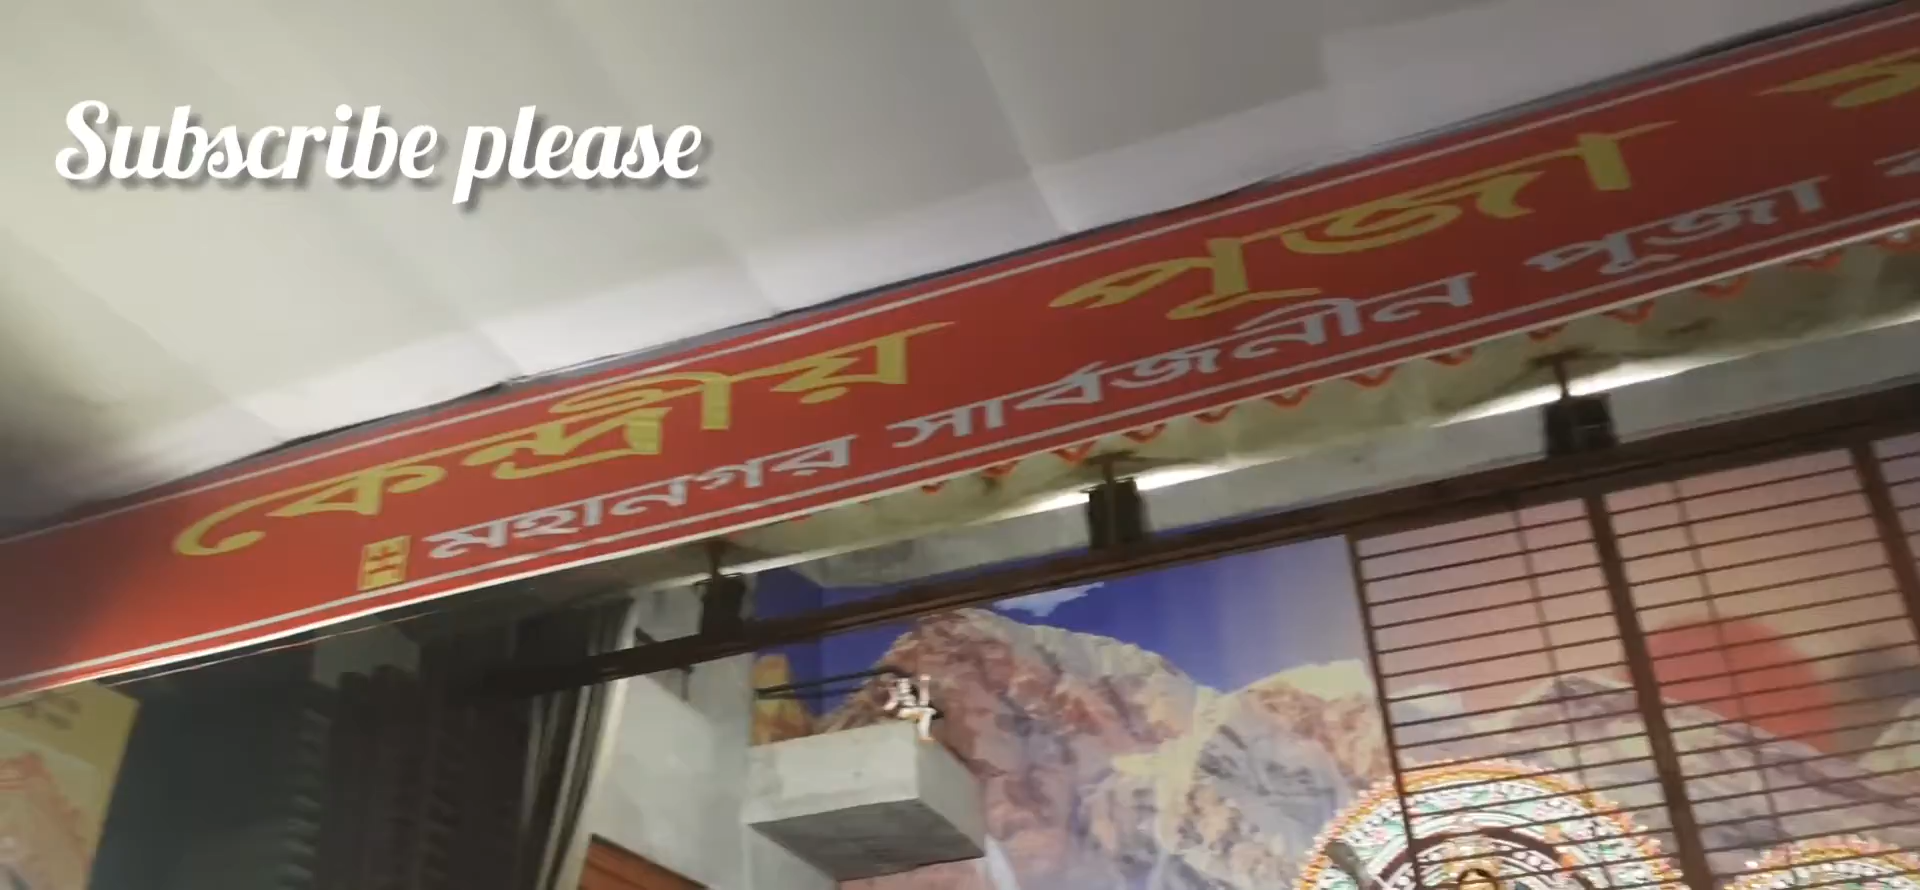 Subscribe please
কেন্দ্রীয় পূজা
মহানগর সার্বজনীন পূজা